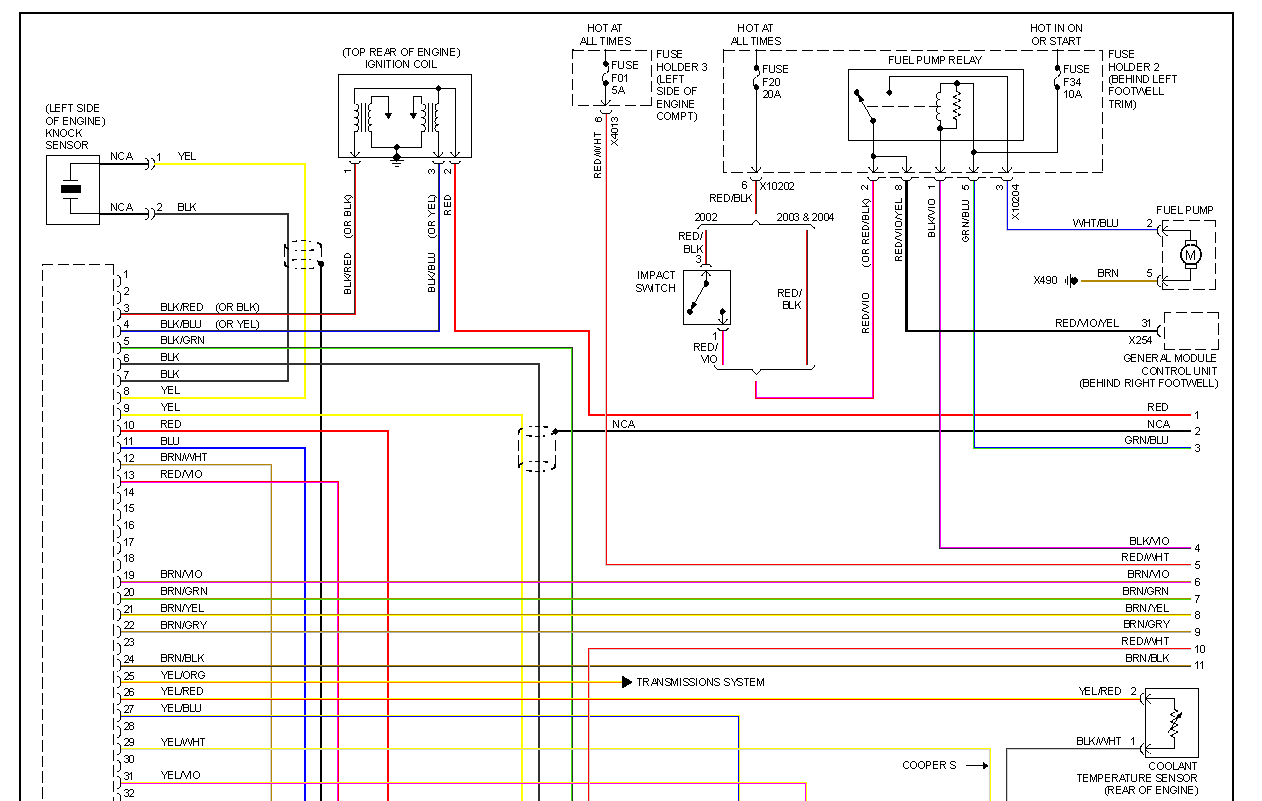 HOT AT
ALL TIMES
HOT AT
ALL TIMES
HOT IN ON
OR START
(TOP REAR OF ENGINE)
IGNITION COIL
FUSE
F01
5A
FUSE
HOLDER 3
(LEFT
SIDE OF
ENGINE
COMPT)
FUSE
F20
20A
FUEL PUMP RELAY
FUSE
F34
10A
FUSE
HOLDER 2
(BEHIND LEFT
FOOTWELL
TRIM)
(LEFT SIDE
OF ENGINE)
KNOCK
SENSOR
NCA
1
YEL
NCA
2
BLK
1
3
2
BLK/RED (OR BLK)
BLK/BLU (OR YEL)
RED
6
X4013
RED/WHT
6
X10202
RED/BLK
2
8
1
5
3
X10204
RED/VIO (OR RED/BLK)
RED/VIO/YEL
BLK/VIO
GRN/BLU
2002
2003 & 2004
RED/
BLK
3
IMPACT
SWITCH
1
RED/
VIO
RED/
BLK
FUEL PUMP
WHT/BLU
2
M
X490
BRN
5
RED/VIO/YEL
31
X254
GENERAL MODULE
CONTROL UNIT
(BEHIND RIGHT FOOTWELL)
1
2
3 BLK/RED (OR BLK)
4 BLK/BLU (OR YEL)
5 BLK/GRN
6 BLK
7 BLK
8 YEL
9 YEL
10 RED
11 BLU
12 BRN/WHT
13 RED/VIO
14
15
16
17
18
19 BRN/VIO
20 BRN/GRN
21 BRN/YEL
22 BRN/GRY
23
24 BRN/BLK
25 YEL/ORG
26 YEL/RED
27 YEL/BLU
28
29 YEL/WHT
30
31 YEL/VIO
32
NCA
RED 1
NCA 2
GRN/BLU 3
BLK/VIO 4
RED/WHT 5
BRN/VIO 6
BRN/GRN 7
BRN/YEL 8
BRN/GRY 9
RED/WHT 10
BRN/BLK 11
TRANSMISSIONS SYSTEM
YEL/RED 2
BLK/WHT 1
COOPER S
COOLANT
TEMPERATURE SENSOR
(REAR OF ENGINE)